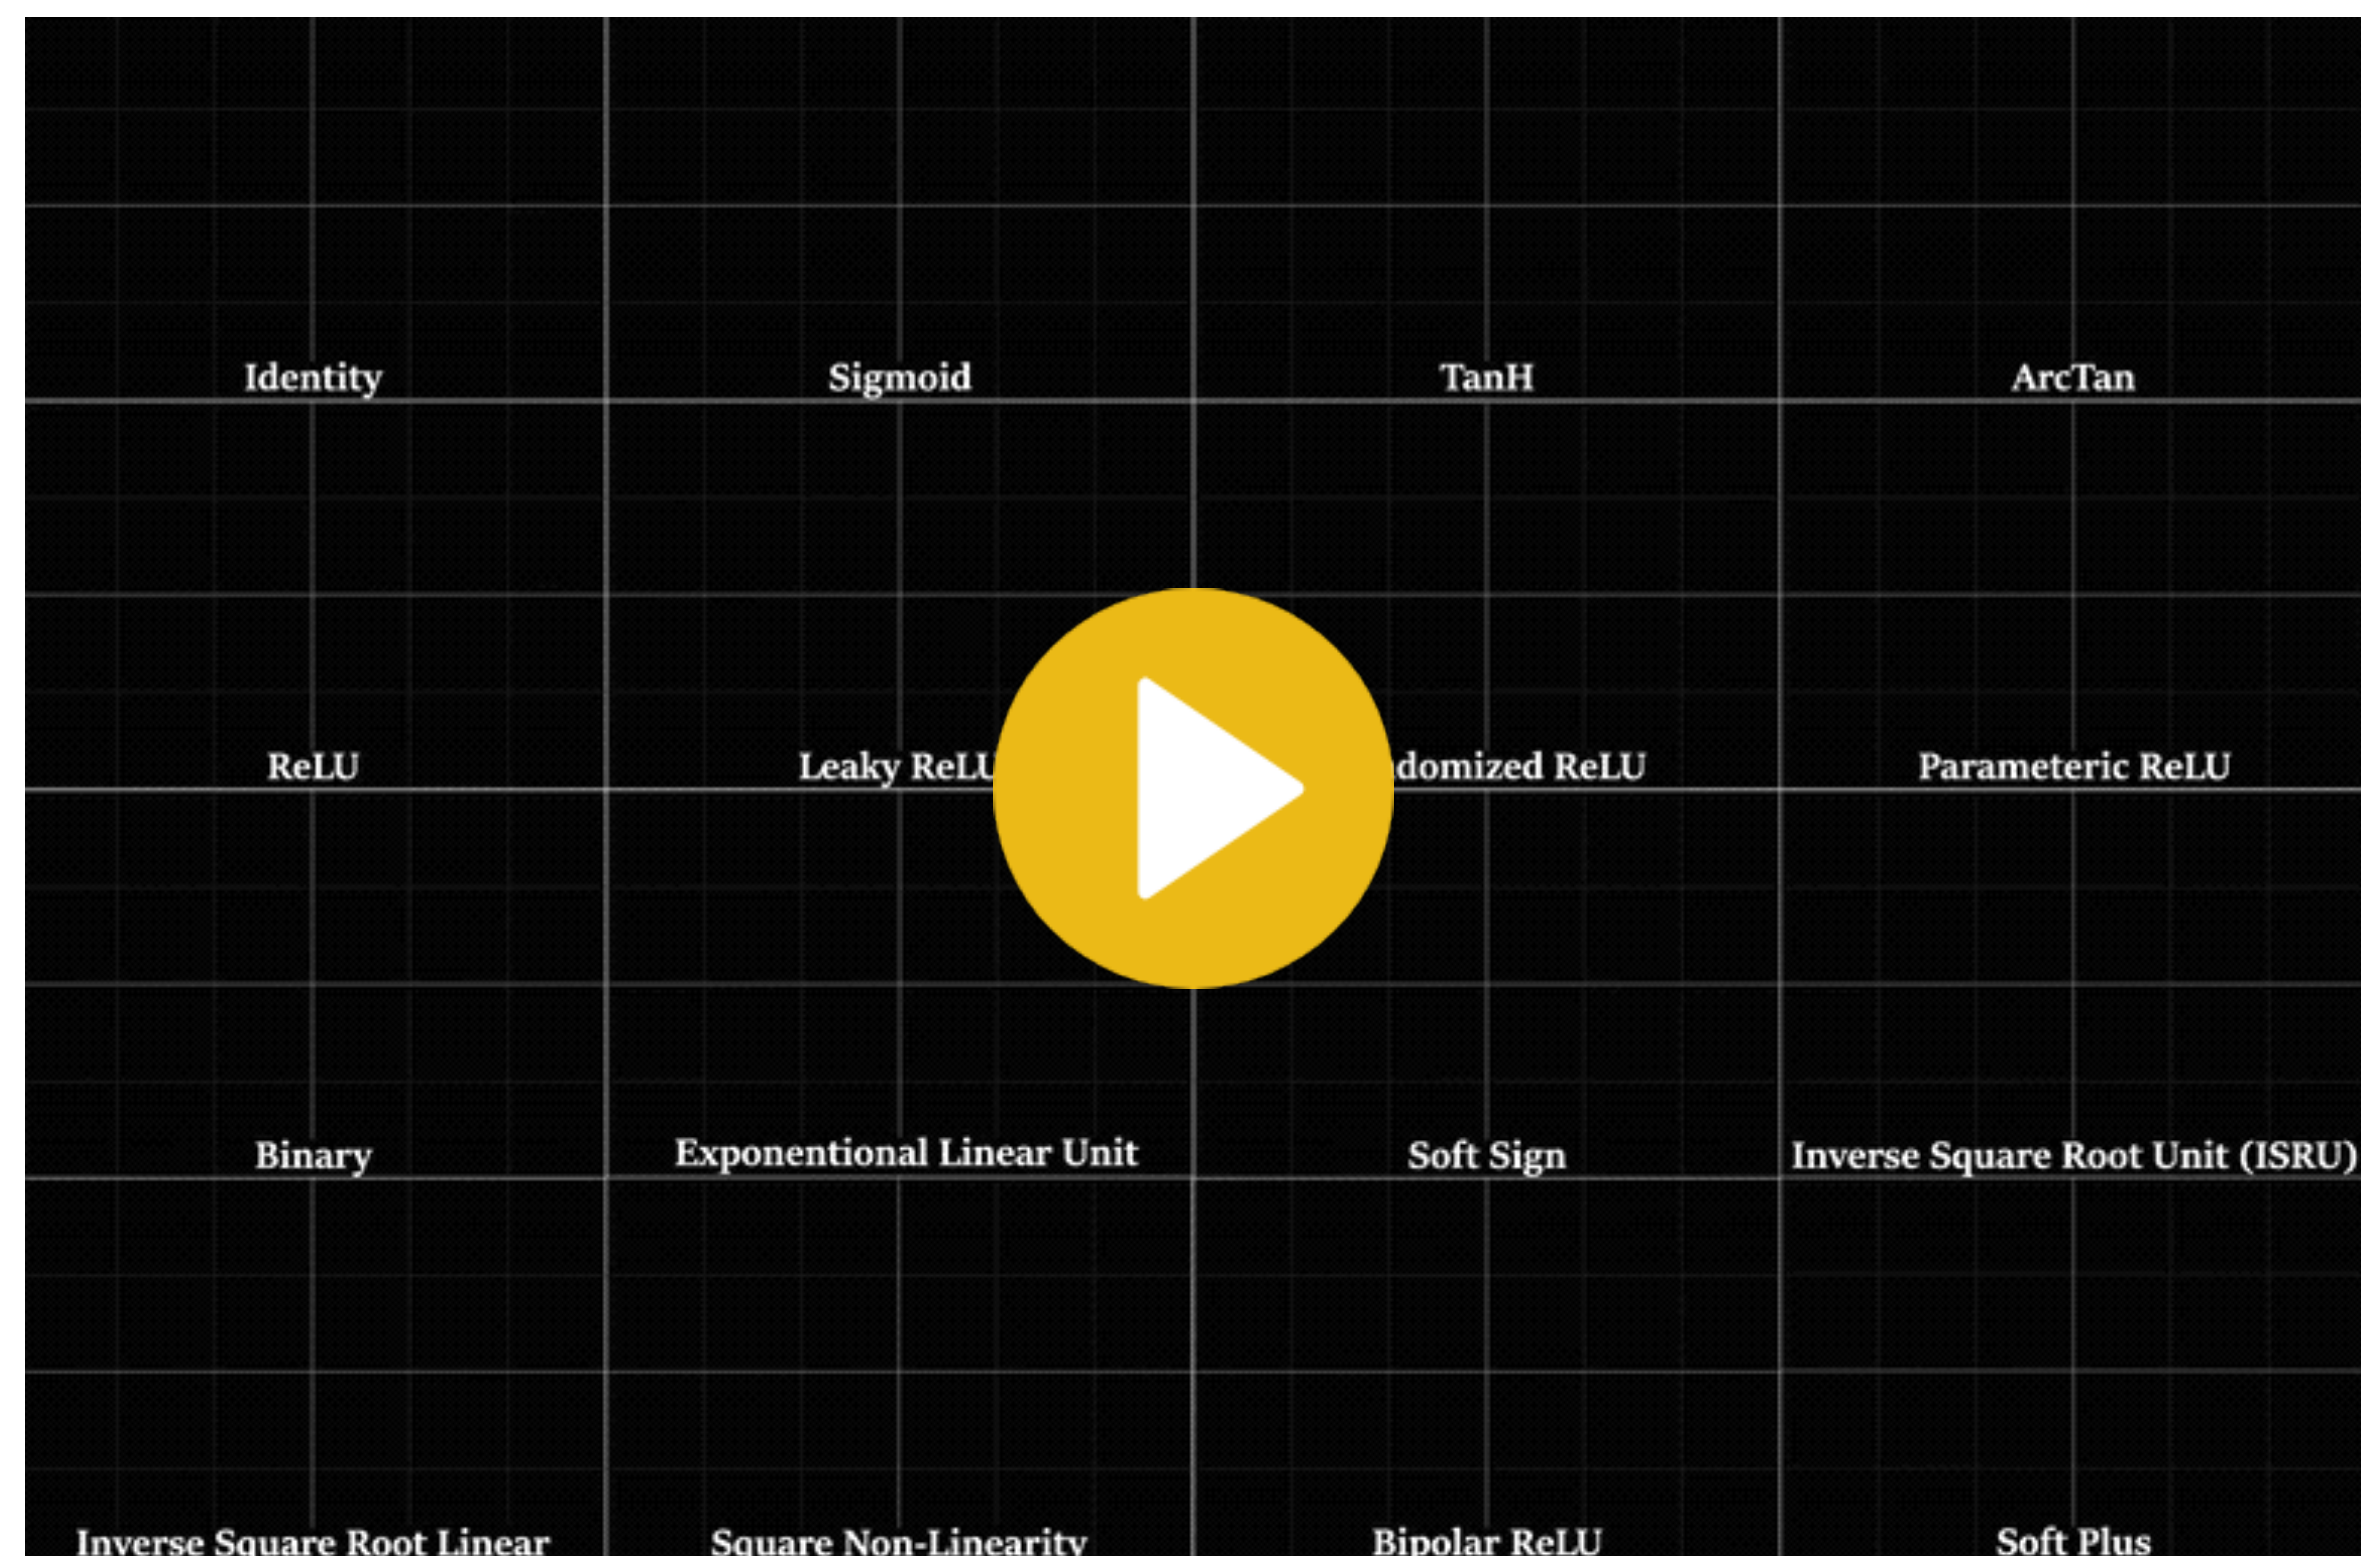 Identity
Sigmoid
TanH
ArcTan
ReLU
Leaky ReLU
domized ReLU
Parameteric ReLU
Binary
Exponentional Linear Unit
Soft Sign
Inverse Square Root Unit (ISRU)
Inverse Square Root Linear
Square Non-Linearity
Bipolar ReLU
Soft Plus